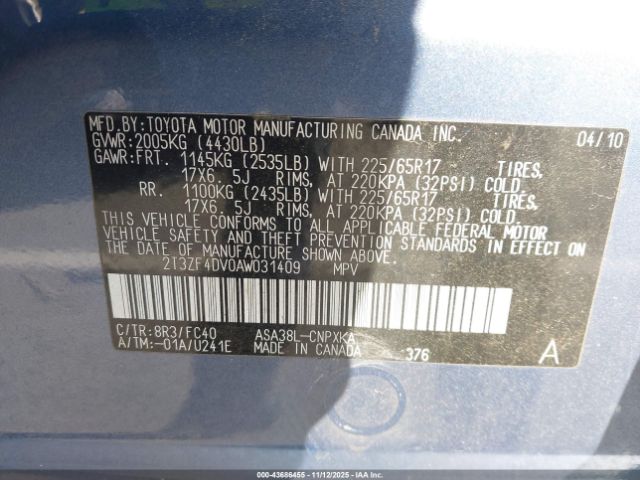 MFD.BY:TOYOTA MOTOR MANUFACTURING CANADA INC. 04/10
GVWR:2005KG (4430LB)
GAWR:FRT. 1145KG (2535LB) WITH 225/65R17 TIRES,
17X6.5J RIMS, AT 220KPA (32PSI) COLD.
RR. 1100KG (2435LB) WITH 225/65R17 TIRES,
17X6.5J RIMS, AT 220KPA (32PSI) COLD.
THIS VEHICLE CONFORMS TO ALL APPLICABLE FEDERAL MOTOR
VEHICLE SAFETY AND THEFT PREVENTION STANDARDS IN EFFECT ON
THE DATE OF MANUFACTURE SHOWN ABOVE.
2T3ZF4DV0AW031409 MPV
C/TR:8R3/FC40 ASA38L-CNPXKA
A/TM:-01A/U241E MADE IN CANADA 376 A
000-43686455 - 11/12/2025 - IAA